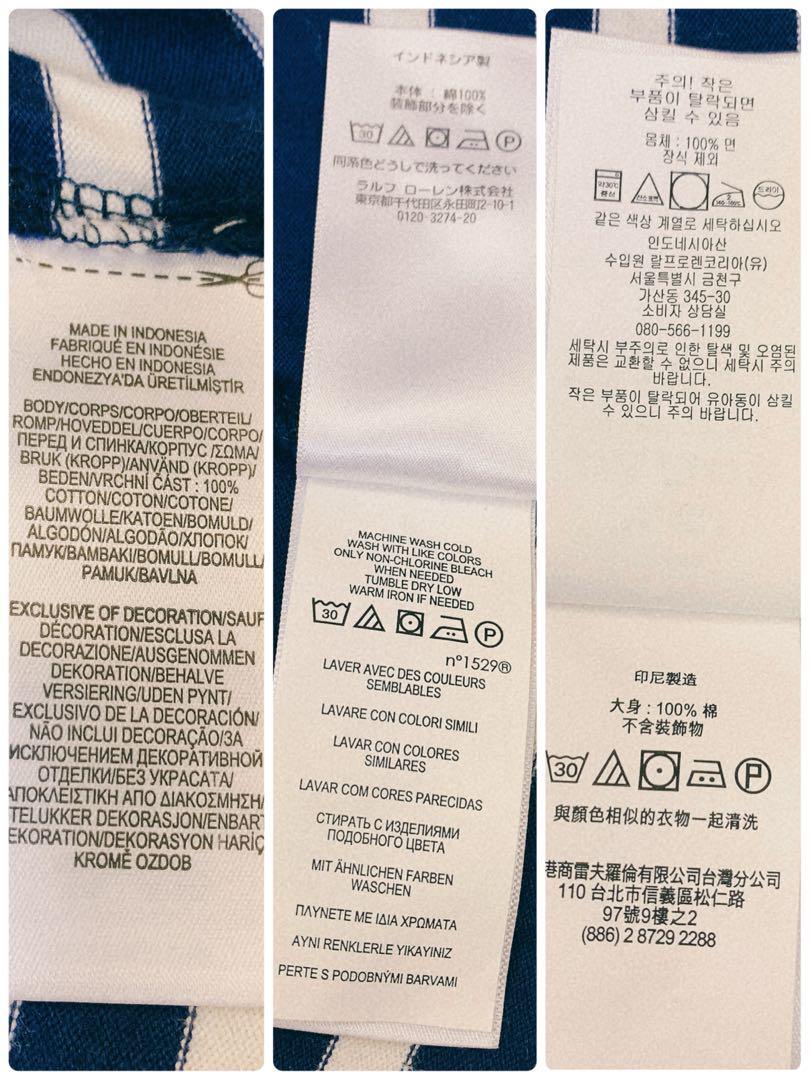 MADE IN INDONESIA
FABRIQUÉ EN INDONÉSIE
HECHO EN INDONESIA
ENDONEZYA'DA ÜRETİLMİŞTİR
BODY/CORPS/CORPO/OBERTEIL/
ROMP/HOVEDDEL/CUERPO/CORPO/
ПЕРЕД И СПИНКА/КОРПУС /ΣΩΜΑ/
BRUK (KROPP)/ANVÄND (KROPP)/
BEDEN/VRCHNÍ ČÁST : 100%
COTTON/COTON/COTONE/
BAUMWOLLE/KATOEN/BOMULD/
ALGODÓN/ALGODÃO/ХЛОПОК/
ПАМУК/ΒΑΜΒΑΚΙ/BOMULL/BOMULL/
PAMUK/BAVLNA
EXCLUSIVE OF DECORATION/SAUF
DÉCORATION/ESCLUSA LA
DECORAZIONE/AUSGENOMMEN
DEKORATION/BEHALVE
VERSIERING/UDEN PYNT/
EXCLUSIVO DE LA DECORACIÓN/
NÃO INCLUI DECORAÇÃO/ЗА
ИСКЛЮЧЕНИЕМ ДЕКОРАТИВНОЙ
ОТДЕЛКИ/БЕЗ УКРАСАТА/
ΑΠΟΚΛΕΙΣΤΙΚΗ ΑΠΟ ΔΙΑΚΟΣΜΗΣΗ/
TELUKKER DEKORASJON/ENBART
EKORATION/DEKORASYON HARİÇ
KROMĚ OZDOB
インドネシア製
本体 : 綿100%
装飾部分を除く
30 P
同系色どうしで洗ってください
ラルフ ローレン株式会社
東京都千代田区永田町2-10-1
0120-3274-20
MACHINE WASH COLD
WASH WITH LIKE COLORS
ONLY NON-CHLORINE BLEACH
WHEN NEEDED
TUMBLE DRY LOW
WARM IRON IF NEEDED
30 P
n°1529®
LAVER AVEC DES COULEURS
SEMBLABLES
LAVARE CON COLORI SIMILI
LAVAR CON COLORES
SIMILARES
LAVAR COM CORES PARECIDAS
СТИРАТЬ С ИЗДЕЛИЯМИ
ПОДОБНОГО ЦВЕТА
MIT ÄHNLICHEN FARBEN
WASCHEN
ΠΛΥΝΕΤΕ ΜΕ ΙΔΙΑ ΧΡΩΜΑΤΑ
AYNI RENKLERLE YIKAYINIZ
PERTE S PODOBNÝMI BARVAMI
주의! 작은
부품이 탈락되면
삼킬 수 있음
몸체 : 100% 면
장식 제외
약30℃ 중성 산소표백 드라이
같은 색상 계열로 세탁하십시오
인도네시아산
수입원 랄프로렌코리아(유)
서울특별시 금천구
가산동 345-30
소비자 상담실
080-566-1199
세탁시 부주의로 인한 탈색 및 오염된
제품은 교환할 수 없으니 세탁시 주의
바랍니다.
작은 부품이 탈락되어 유아동이 삼킬
수 있으니 주의 바랍니다.
印尼製造
大身 : 100% 棉
不含裝飾物
30 P
與顏色相似的衣物一起清洗
港商雷夫羅倫有限公司台灣分公司
110 台北市信義區松仁路
97號9樓之2
(886) 2 8729 2288